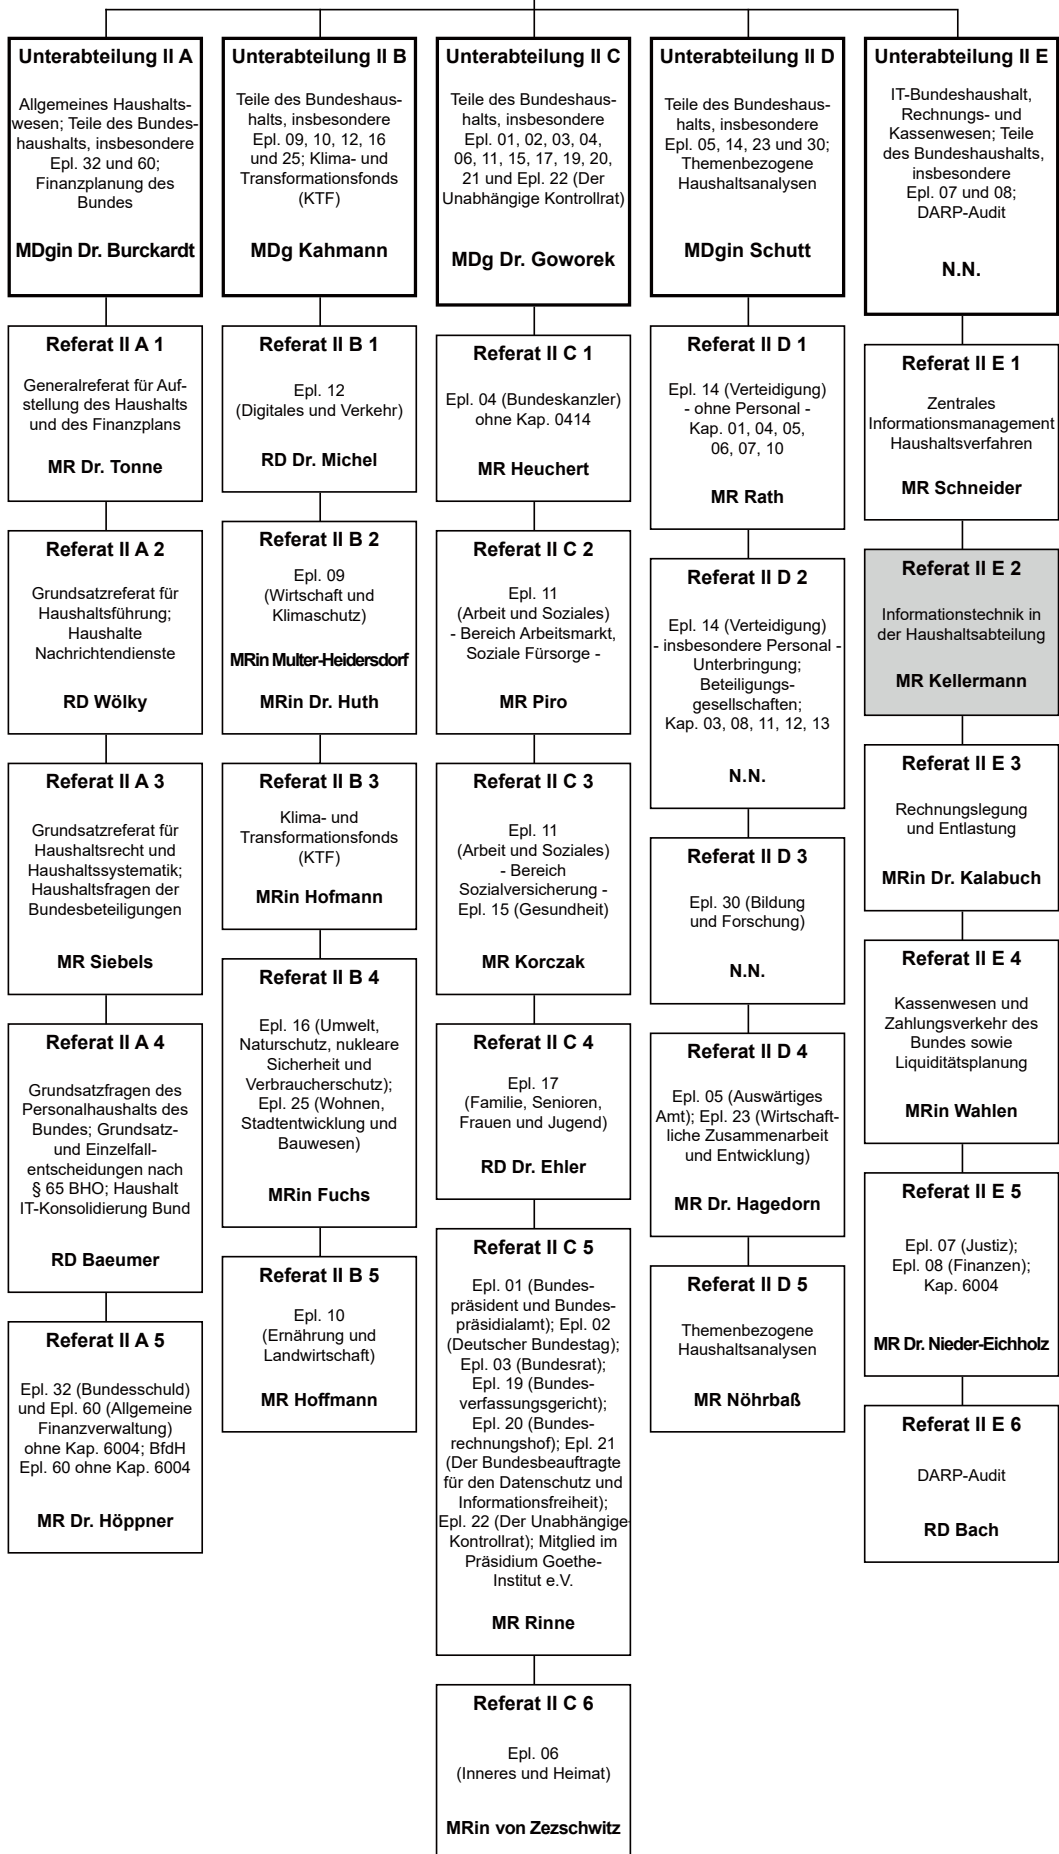 Unterabteilung II A
Allgemeines Haushalts-
wesen; Teile des Bundes-
haushalts, insbesondere
Epl. 32 und 60;
Finanzplanung des
Bundes
MDgin Dr. Burckardt
Referat II A 1
Generalreferat für Auf-
stellung des Haushalts
und des Finanzplans
MR Dr. Tonne
Referat II A 2
Grundsatzreferat für
Haushaltsführung;
Haushalte
Nachrichtendienste
RD Wölky
Referat II A 3
Grundsatzreferat für
Haushaltsrecht und
Haushaltssystematik;
Haushaltsfragen der
Bundesbeteiligungen
MR Siebels
Referat II A 4
Grundsatzfragen des
Personalhaushalts des
Bundes; Grundsatz-
und Einzelfall-
entscheidungen nach
§ 65 BHO; Haushalt
IT-Konsolidierung Bund
RD Baeumer
Referat II A 5
Epl. 32 (Bundesschuld)
und Epl. 60 (Allgemeine
Finanzverwaltung)
ohne Kap. 6004; BfdH
Epl. 60 ohne Kap. 6004
MR Dr. Höppner
Unterabteilung II B
Teile des Bundeshaus-
halts, insbesondere
Epl. 09, 10, 12, 16
und 25; Klima- und
Transformationsfonds
(KTF)
MDg Kahmann
Referat II B 1
Epl. 12
(Digitales und Verkehr)
RD Dr. Michel
Referat II B 2
Epl. 09
(Wirtschaft und
Klimaschutz)
MRin Multer-Heidersdorf
MRin Dr. Huth
Referat II B 3
Klima- und
Transformationsfonds
(KTF)
MRin Hofmann
Referat II B 4
Epl. 16 (Umwelt,
Naturschutz, nukleare
Sicherheit und
Verbraucherschutz);
Epl. 25 (Wohnen,
Stadtentwicklung und
Bauwesen)
MRin Fuchs
Referat II B 5
Epl. 10
(Ernährung und
Landwirtschaft)
MR Hoffmann
Unterabteilung II C
Teile des Bundeshaus-
halts, insbesondere
Epl. 01, 02, 03, 04,
06, 11, 15, 17, 19, 20,
21 und Epl. 22 (Der
Unabhängige Kontrollrat)
MDg Dr. Goworek
Referat II C 1
Epl. 04 (Bundeskanzler)
ohne Kap. 0414
MR Heuchert
Referat II C 2
Epl. 11
(Arbeit und Soziales)
- Bereich Arbeitsmarkt,
Soziale Fürsorge -
MR Piro
Referat II C 3
Epl. 11
(Arbeit und Soziales)
- Bereich
Sozialversicherung -
Epl. 15 (Gesundheit)
MR Korczak
Referat II C 4
Epl. 17
(Familie, Senioren,
Frauen und Jugend)
RD Dr. Ehler
Referat II C 5
Epl. 01 (Bundes-
präsident und Bundes-
präsidialamt); Epl. 02
(Deutscher Bundestag);
Epl. 03 (Bundesrat);
Epl. 19 (Bundes-
verfassungsgericht);
Epl. 20 (Bundes-
rechnungshof); Epl. 21
(Der Bundesbeauftragte
für den Datenschutz und
Informationsfreiheit);
Epl. 22 (Der Unabhängige
Kontrollrat); Mitglied im
Präsidium Goethe-
Institut e.V.
MR Rinne
Referat II C 6
Epl. 06
(Inneres und Heimat)
MRin von Zezschwitz
Unterabteilung II D
Teile des Bundeshaus-
halts, insbesondere
Epl. 05, 14, 23 und 30;
Themenbezogene
Haushaltsanalysen
MDgin Schutt
Referat II D 1
Epl. 14 (Verteidigung)
- ohne Personal -
Kap. 01, 04, 05,
06, 07, 10
MR Rath
Referat II D 2
Epl. 14 (Verteidigung)
- insbesondere Personal -
Unterbringung;
Beteiligungs-
gesellschaften;
Kap. 03, 08, 11, 12, 13
N.N.
Referat II D 3
Epl. 30 (Bildung
und Forschung)
N.N.
Referat II D 4
Epl. 05 (Auswärtiges
Amt); Epl. 23 (Wirtschaft-
liche Zusammenarbeit
und Entwicklung)
MR Dr. Hagedorn
Referat II D 5
Themenbezogene
Haushaltsanalysen
MR Nöhrbaß
Unterabteilung II E
IT-Bundeshaushalt,
Rechnungs- und
Kassenwesen; Teile
des Bundeshaushalts,
insbesondere
Epl. 07 und 08;
DARP-Audit
N.N.
Referat II E 1
Zentrales
Informationsmanagement
Haushaltsverfahren
MR Schneider
Referat II E 2
Informationstechnik in
der Haushaltsabteilung
MR Kellermann
Referat II E 3
Rechnungslegung
und Entlastung
MRin Dr. Kalabuch
Referat II E 4
Kassenwesen und
Zahlungsverkehr des
Bundes sowie
Liquiditätsplanung
MRin Wahlen
Referat II E 5
Epl. 07 (Justiz);
Epl. 08 (Finanzen);
Kap. 6004
MR Dr. Nieder-Eichholz
Referat II E 6
DARP-Audit
RD Bach